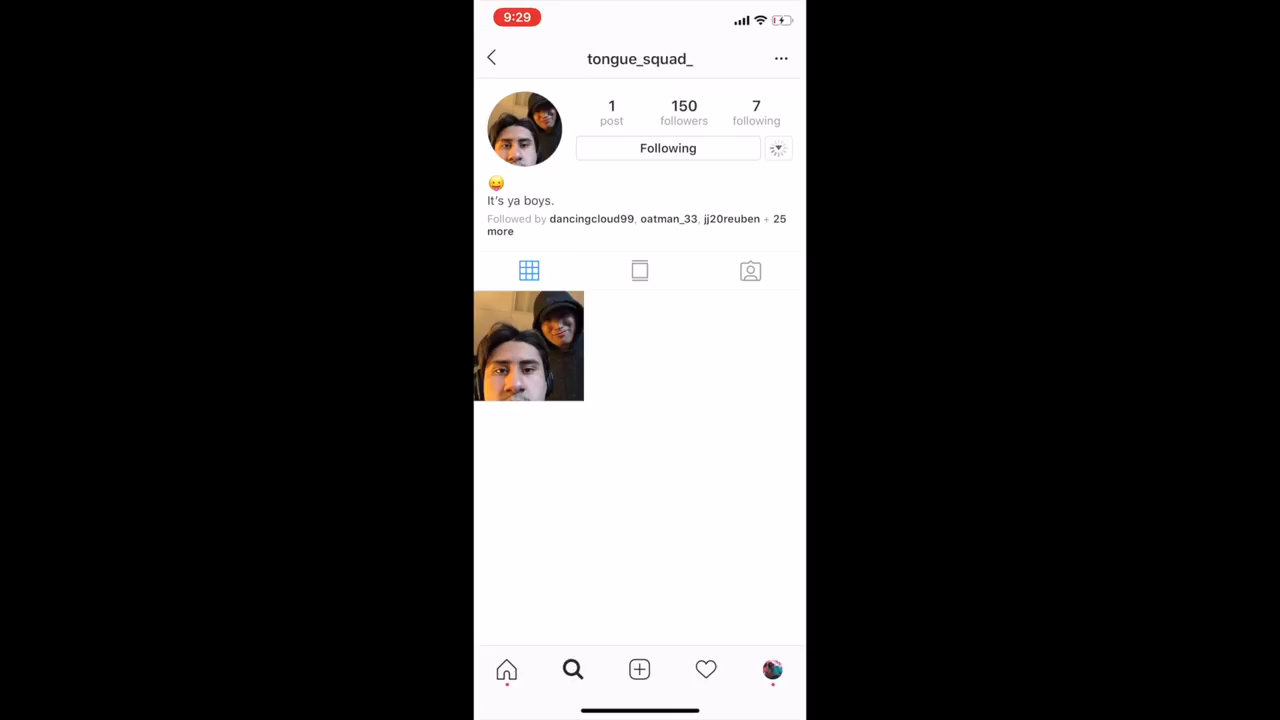 9:29
tongue_squad_
1 150 7
post followers following
Following
😛
It's ya boys.
Followed by dancingcloud99, oatman_33, jj20reuben + 25
more